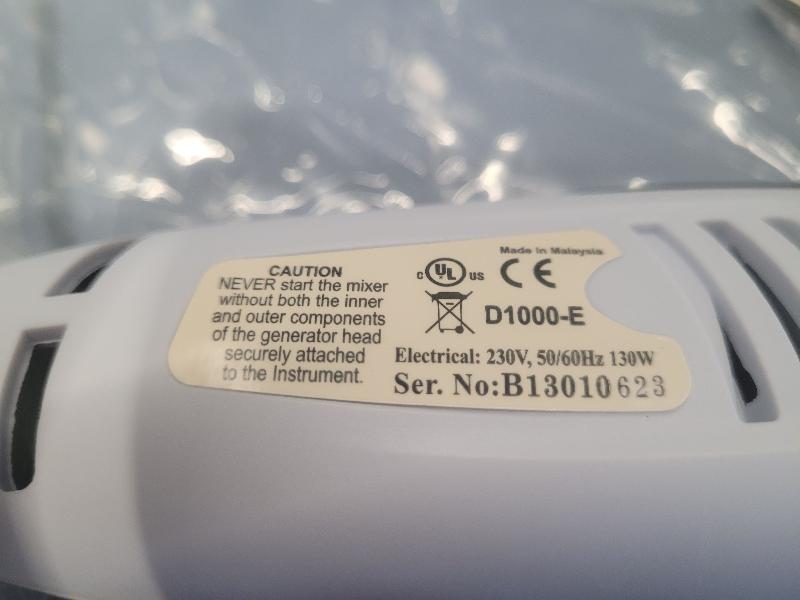 CAUTION
NEVER start the mixer
without both the inner
and outer components
of the generator head
securely attached
to the Instrument.
Made in Malaysia
c UL US CE
D1000-E
Electrical: 230V, 50/60Hz 130W
Ser. No:B13010623